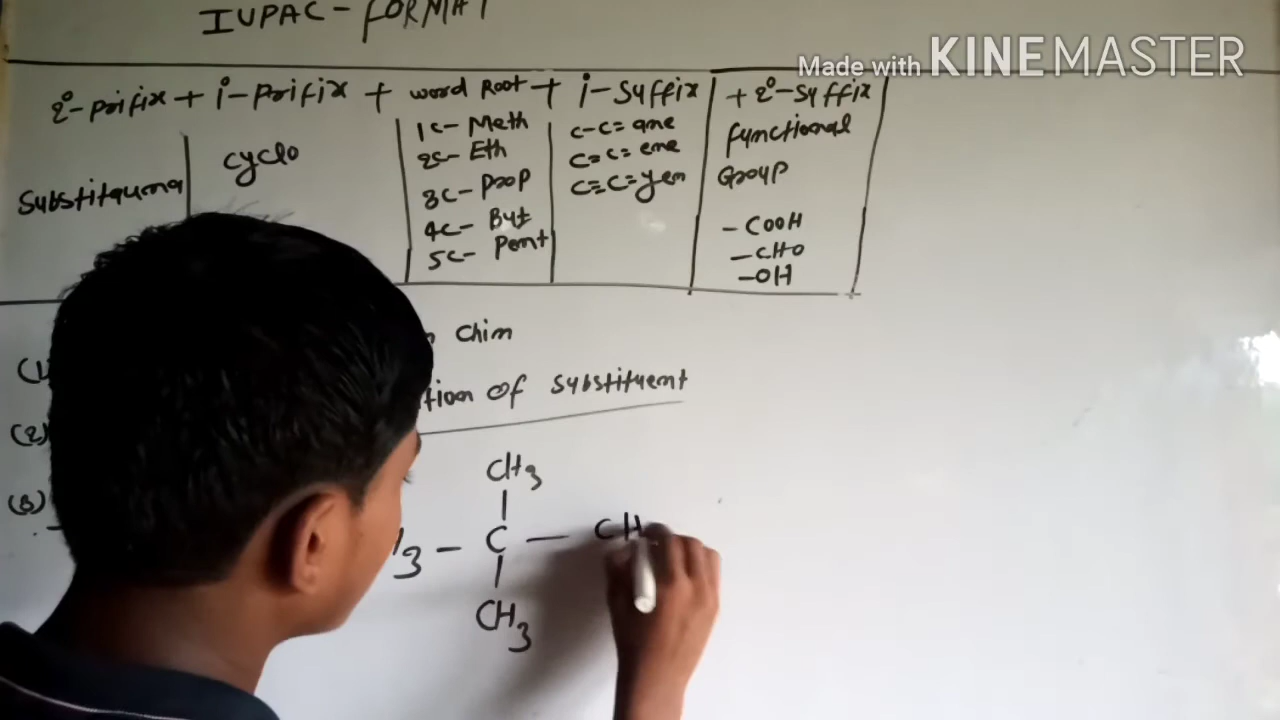 IUPAC - FORMAT
Made with KINEMASTER
2°-Prifix + 1°-Prifix + word Root + 1°-Suffix + 2°-Suffix
Substituuna
cyclo
1c- Meth
2c- Eth
3c- Prop
4c- But
5c- Pent
c-c= ane
c=c= ene
c≡c= yen
functional
Group
- COOH
- CHO
- OH
(1) chim
(2) tion of substituent
(3)
CH3
3 - C - CH
CH3